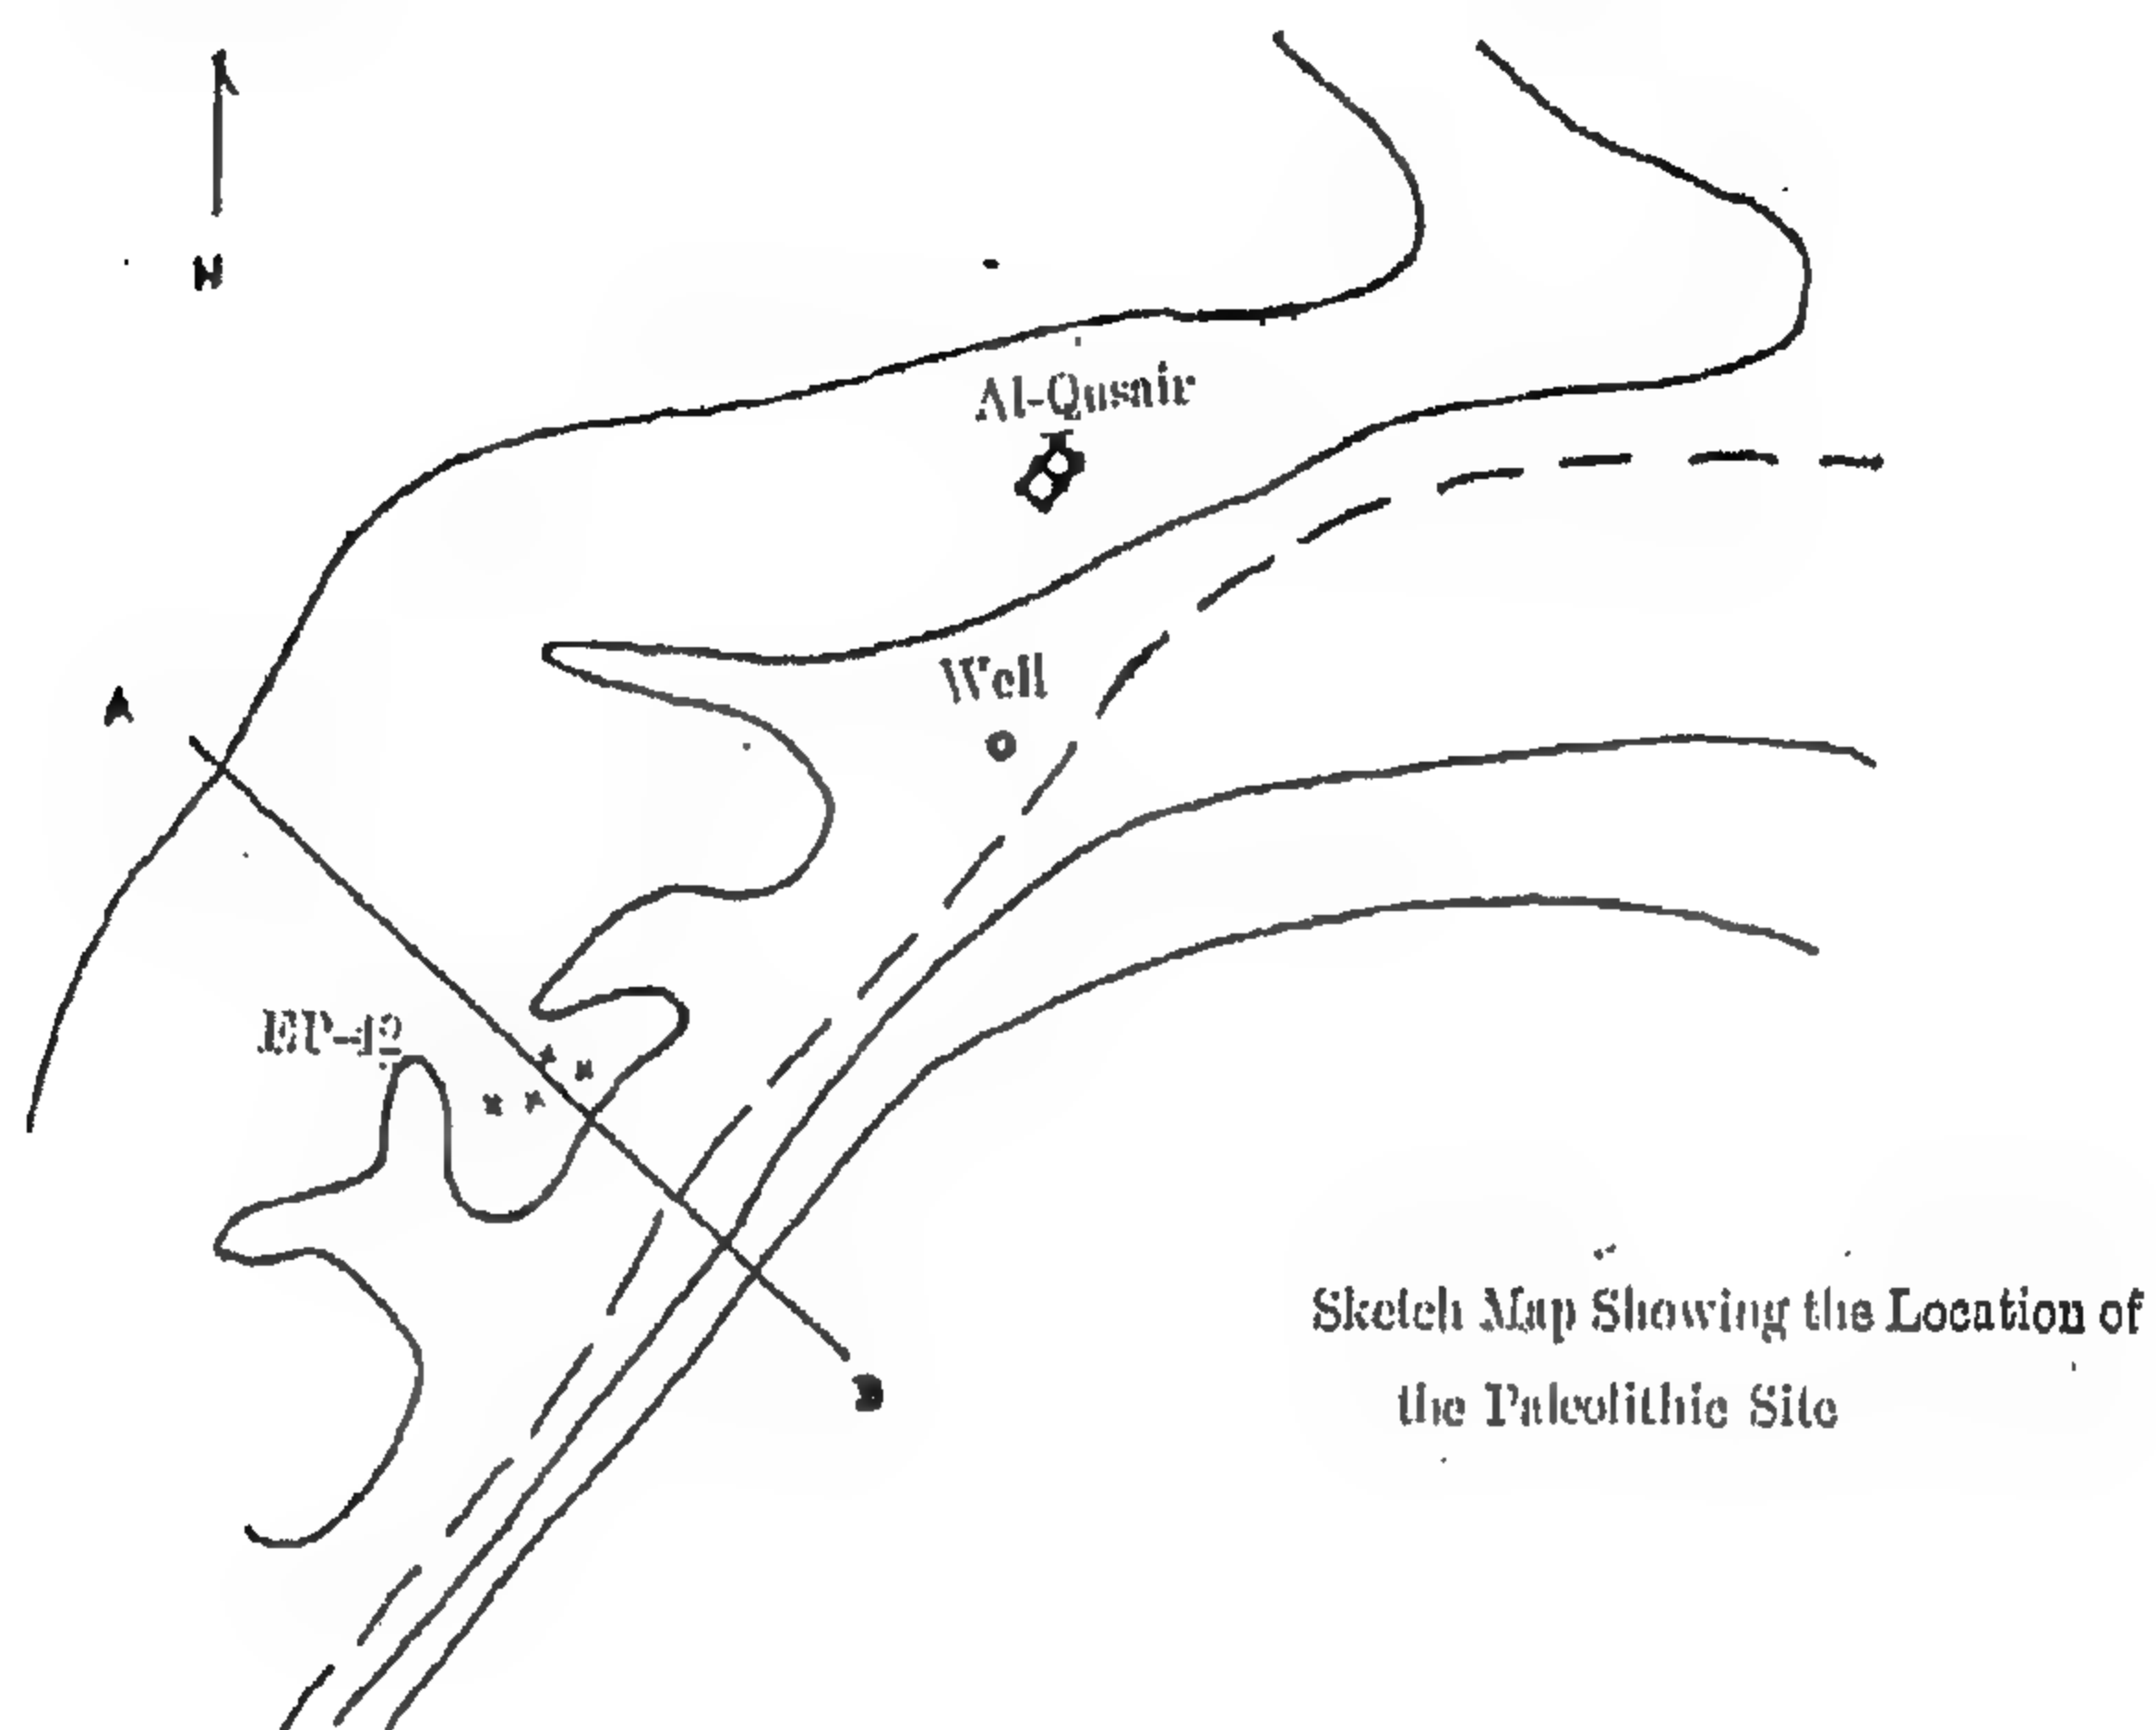 N
Al-Qusair
Well
A
EP-42
B
Sketch Map Showing the Location of
the Paleolithic Site